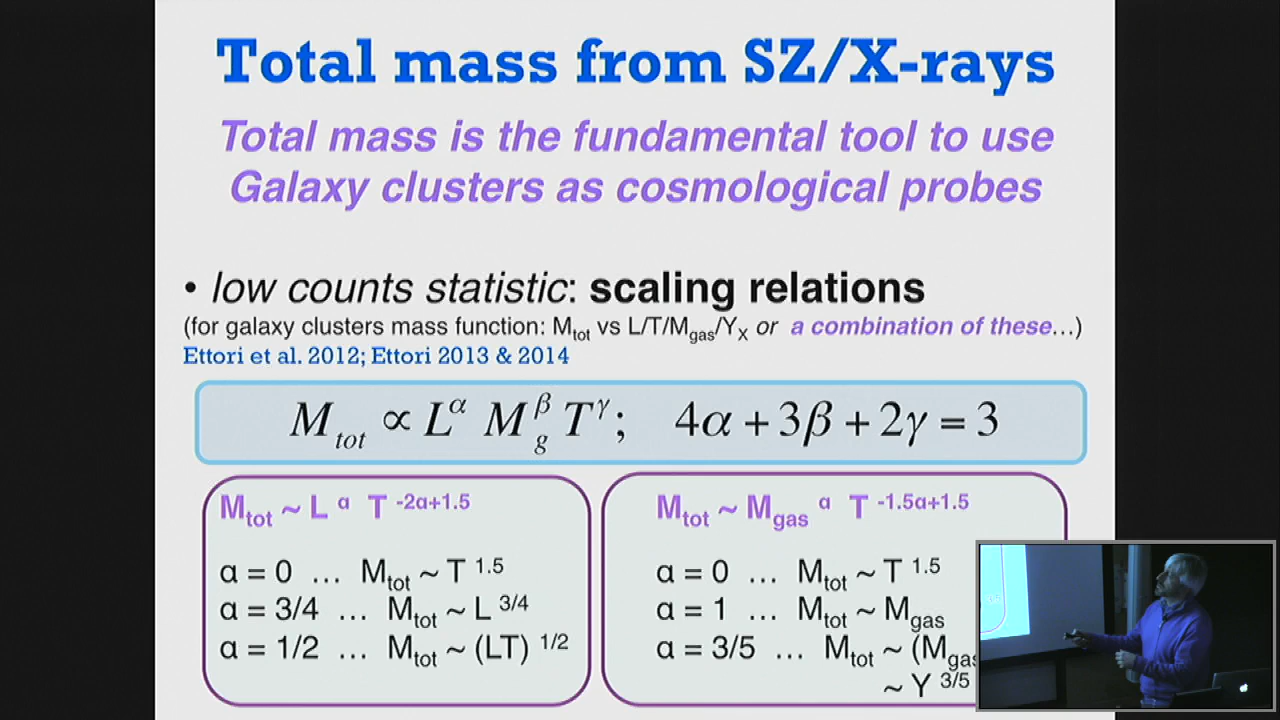 Total mass from SZ/X-rays
Total mass is the fundamental tool to use
Galaxy clusters as cosmological probes
• low counts statistic: scaling relations
(for galaxy clusters mass function: M_tot vs L/T/M_gas/Y_X or a combination of these…)
Ettori et al. 2012; Ettori 2013 & 2014
M_tot ∝ L^α M_g^β T^γ; 4α + 3β + 2γ = 3
M_tot ~ L^α T^-2α+1.5
α = 0 … M_tot ~ T^1.5
α = 3/4 … M_tot ~ L^3/4
α = 1/2 … M_tot ~ (LT)^1/2
M_tot ~ M_gas^α T^-1.5α+1.5
α = 0 … M_tot ~ T^1.5
α = 1 … M_tot ~ M_gas
α = 3/5 … M_tot ~ (M_gas
~ Y^3/5